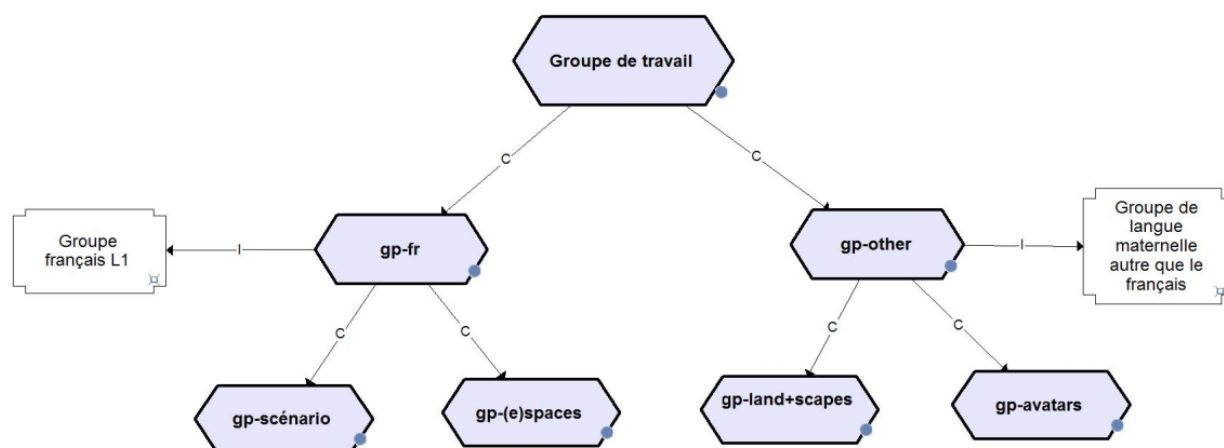 Groupe de travail
C
C
Groupe
français L1
I
gp-fr
gp-other
I
Groupe de
langue
maternelle
autre que le
français
C
C
C
C
gp-scénario
gp-(e)spaces
gp-land+scapes
gp-avatars